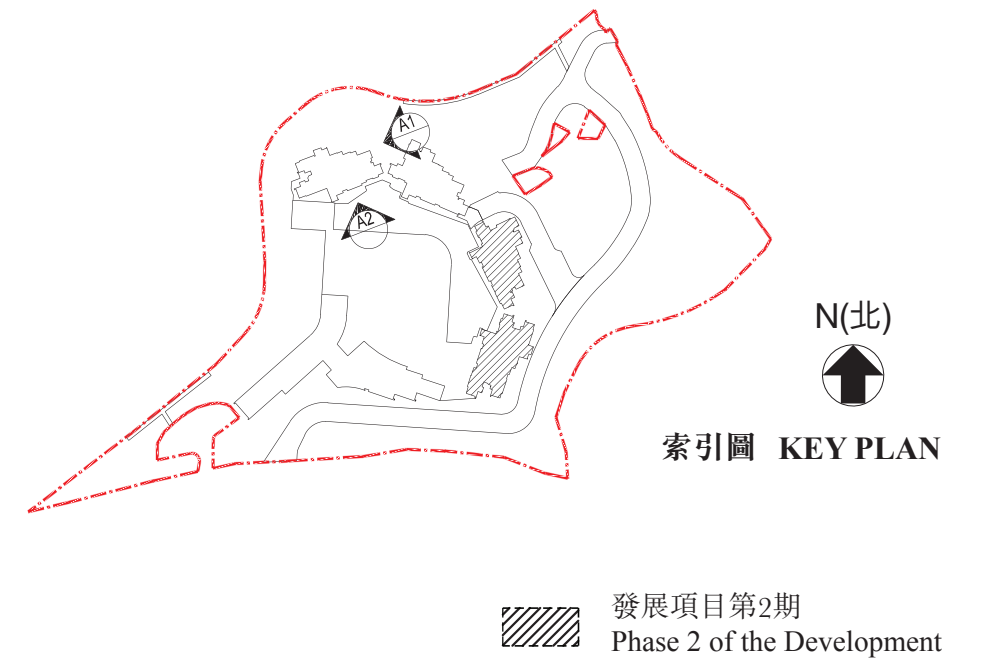 A1
A2
N(北)
索引圖 KEY PLAN
發展項目第2期
Phase 2 of the Development